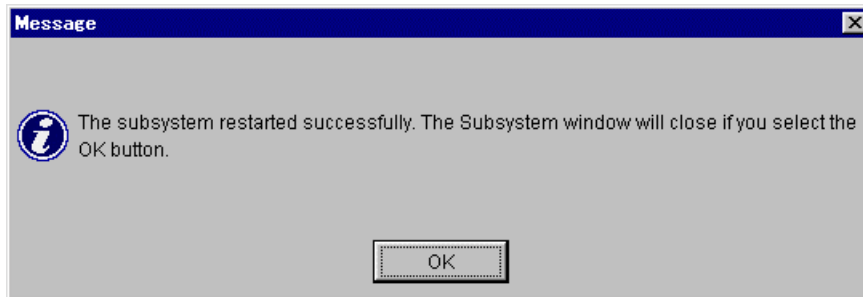 Message
The subsystem restarted successfully. The Subsystem window will close if you select the
OK button.
OK